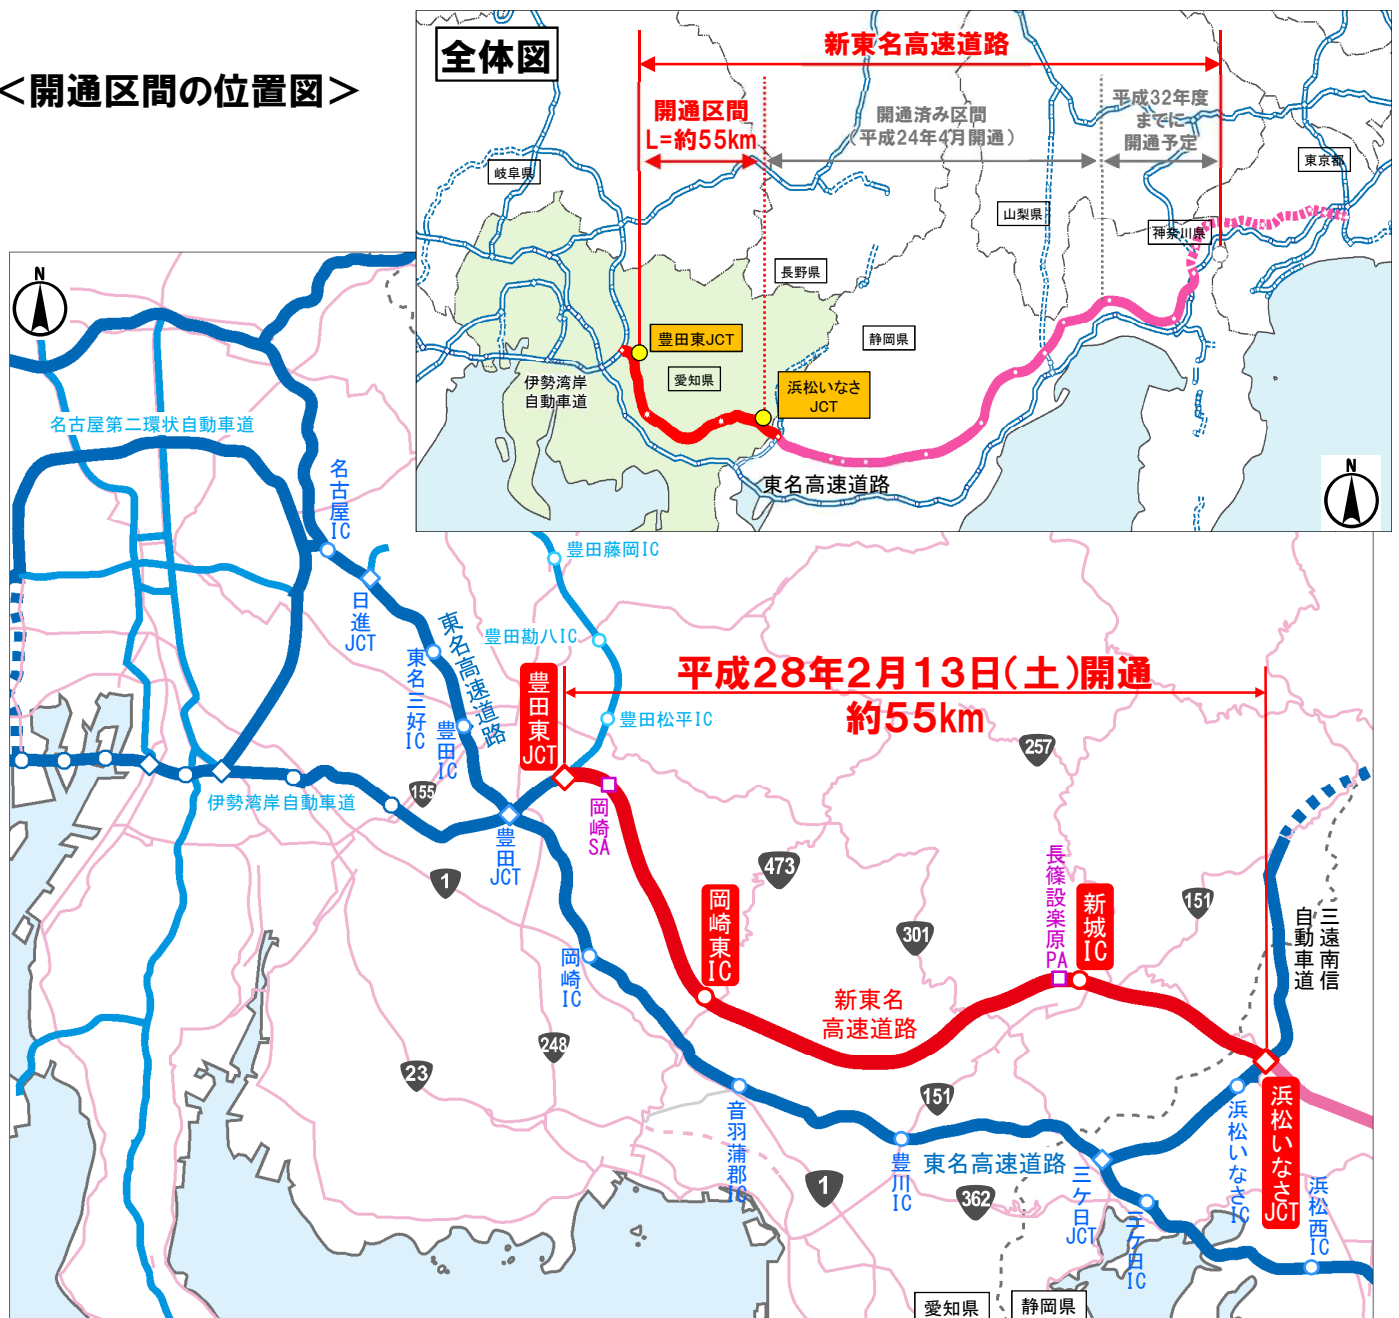 <開通区間の位置図>
全体図
新東名高速道路
開通区間
L=約55km
開通済み区間
(平成24年4月開通)
平成32年度
までに
開通予定
岐阜県
東京都
山梨県
神奈川県
長野県
静岡県
愛知県
豊田東JCT
浜松いなさ
JCT
伊勢湾岸
自動車道
東名高速道路
N
N
名古屋第二環状自動車道
名古屋IC
日進JCT
東名三好IC
東名高速道路
豊田IC
豊田藤岡IC
豊田勘八IC
豊田松平IC
豊田東JCT
平成28年2月13日(土)開通
約55km
伊勢湾岸自動車道
155
豊田JCT
岡崎SA
257
1
473
岡崎東IC
301
長篠設楽原PA
新城IC
151
三遠南信
自動車道
岡崎IC
新東名
高速道路
248
23
151
音羽蒲郡IC
豊川IC
東名高速道路
1
362
三ケ日JCT
三ケ日IC
浜松いなさIC
浜松いなさJCT
浜松西IC
愛知県
静岡県